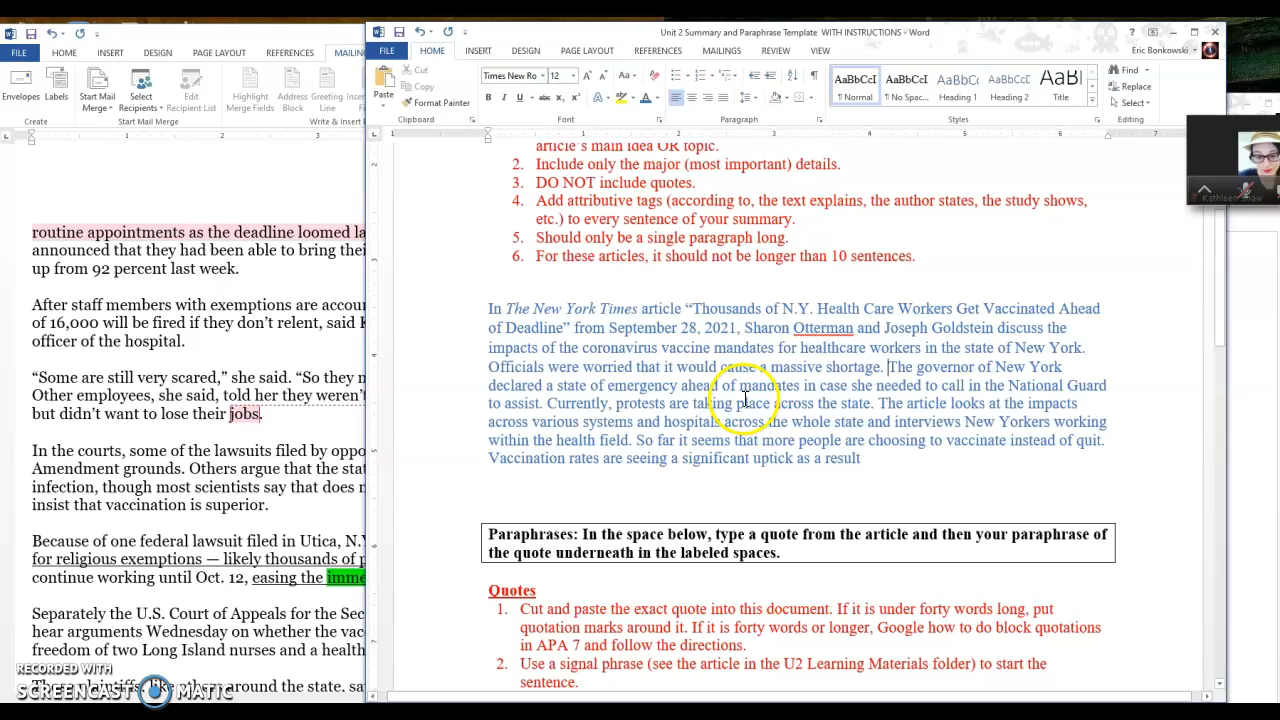 Unit 2 Summary and Paraphrase Template WITH INSTRUCTIONS - Word
FILE HOME INSERT DESIGN PAGE LAYOUT REFERENCES MAILIN
FILE HOME INSERT DESIGN PAGE LAYOUT REFERENCES MAILINGS REVIEW VIEW
Eric Bonkowski
Envelopes Labels
Start Mail Merge
Select Recipients
Edit Recipient List
Highlight Merge Fields
Address Block
Greeting Line
Create
Start Mail Merge
Paste
Cut
Copy
Format Painter
Clipboard
Times New Ro 12
Font
Paragraph
AaBbCcI AaBbCcI AaBbC AaBbCcI AaBl
¶ Normal ¶ No Spac... Heading 1 Heading 2 Title
Styles
Find
Replace
Select
Editing
routine appointments as the deadline loomed la
announced that they had been able to bring thei
up from 92 percent last week.
After staff members with exemptions are accou
of 16,000 will be fired if they don't relent, said K
officer of the hospital.
“Some are still very scared,” she said. “So they m
Other employees, she said, told her they weren't
but didn't want to lose their jobs.
In the courts, some of the lawsuits filed by oppo
Amendment grounds. Others argue that the stat
infection, though most scientists say that does n
insist that vaccination is superior.
Because of one federal lawsuit filed in Utica, N.Y
for religious exemptions — likely thousands of p
continue working until Oct. 12, easing the imme
Separately the U.S. Court of Appeals for the Sec
hear arguments Wednesday on whether the vac
freedom of two Long Island nurses and a health
around the state, sa
RECORDED WITH
SCREENCAST MATIC
article's main idea OR topic.
2. Include only the major (most important) details.
3. DO NOT include quotes.
4. Add attributive tags (according to, the text explains, the author states, the study shows,
etc.) to every sentence of your summary.
5. Should only be a single paragraph long.
6. For these articles, it should not be longer than 10 sentences.
In The New York Times article “Thousands of N.Y. Health Care Workers Get Vaccinated Ahead
of Deadline” from September 28, 2021, Sharon Otterman and Joseph Goldstein discuss the
impacts of the coronavirus vaccine mandates for healthcare workers in the state of New York.
Officials were worried that it would cause a massive shortage. The governor of New York
declared a state of emergency ahead of mandates in case she needed to call in the National Guard
to assist. Currently, protests are taking place across the state. The article looks at the impacts
across various systems and hospitals across the whole state and interviews New Yorkers working
within the health field. So far it seems that more people are choosing to vaccinate instead of quit.
Vaccination rates are seeing a significant uptick as a result
Paraphrases: In the space below, type a quote from the article and then your paraphrase of
the quote underneath in the labeled spaces.
Quotes
1. Cut and paste the exact quote into this document. If it is under forty words long, put
quotation marks around it. If it is forty words or longer, Google how to do block quotations
in APA 7 and follow the directions.
2. Use a signal phrase (see the article in the U2 Learning Materials folder) to start the
sentence.
Kathleen Shaw